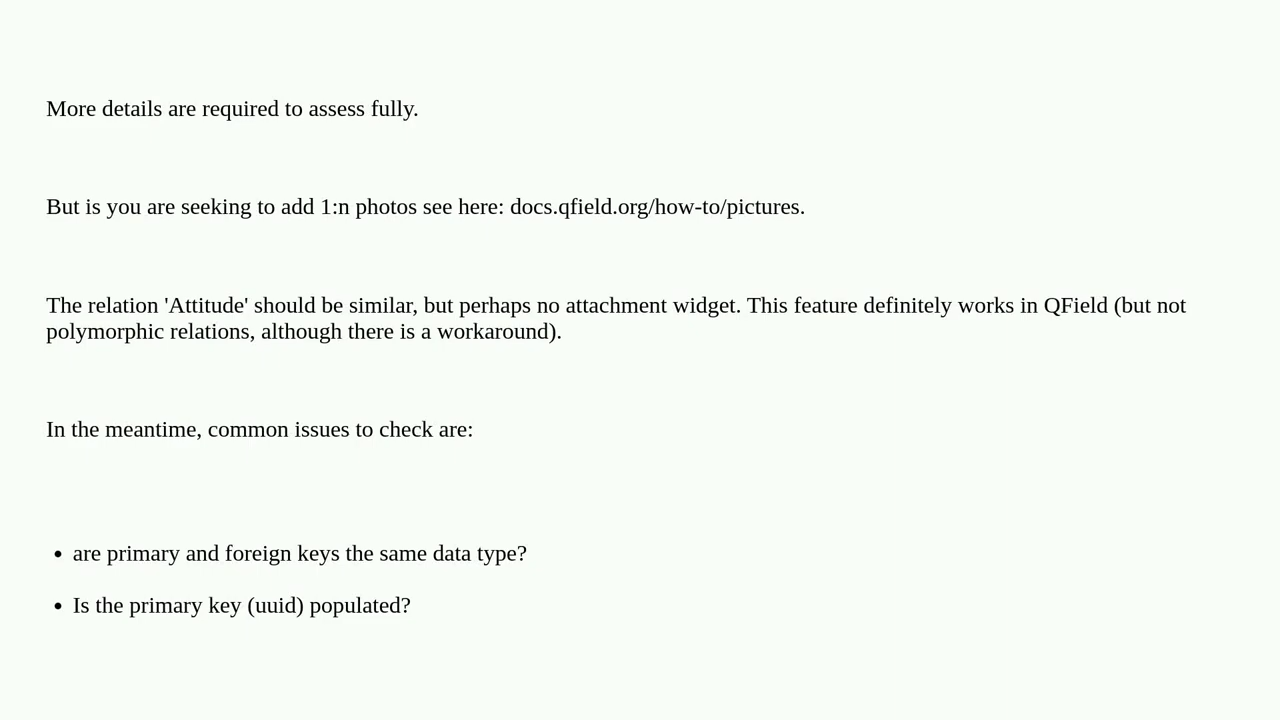 More details are required to assess fully.
But is you are seeking to add 1:n photos see here: docs.qfield.org/how-to/pictures.
The relation 'Attitude' should be similar, but perhaps no attachment widget. This feature definitely works in QField (but not
polymorphic relations, although there is a workaround).
In the meantime, common issues to check are:
• are primary and foreign keys the same data type?
• Is the primary key (uuid) populated?